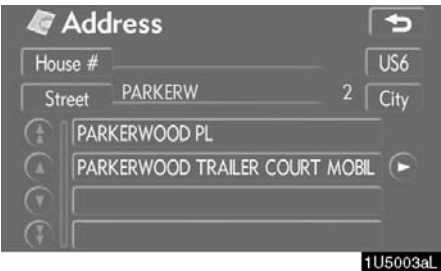 Address
House # US6
Street PARKERW 2 City
PARKERWOOD PL
PARKERWOOD TRAILER COURT MOBIL
1U5003aL